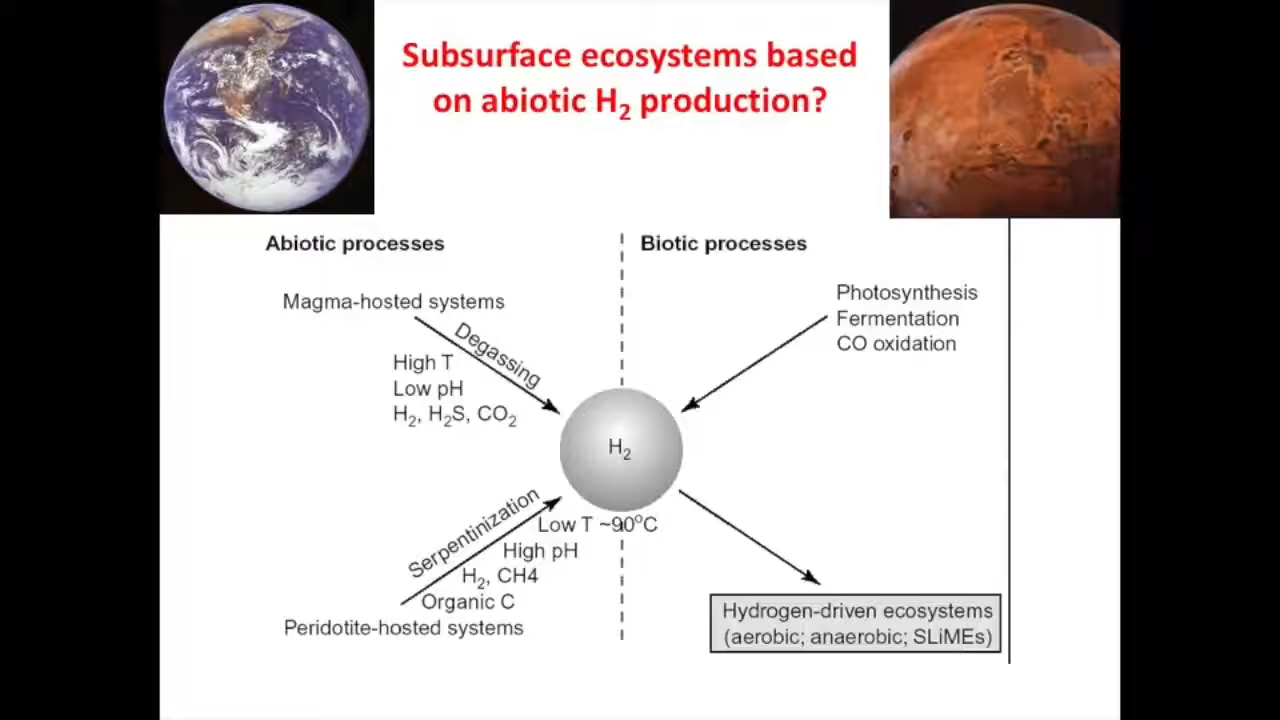 Subsurface ecosystems based
on abiotic H₂ production?
Abiotic processes
Biotic processes
Magma-hosted systems
Degassing
High T
Low pH
H₂, H₂S, CO₂
Photosynthesis
Fermentation
CO oxidation
H₂
Serpentinization
Low T ~90°C
High pH
H₂, CH4
Organic C
Peridotite-hosted systems
Hydrogen-driven ecosystems
(aerobic; anaerobic; SLiMEs)